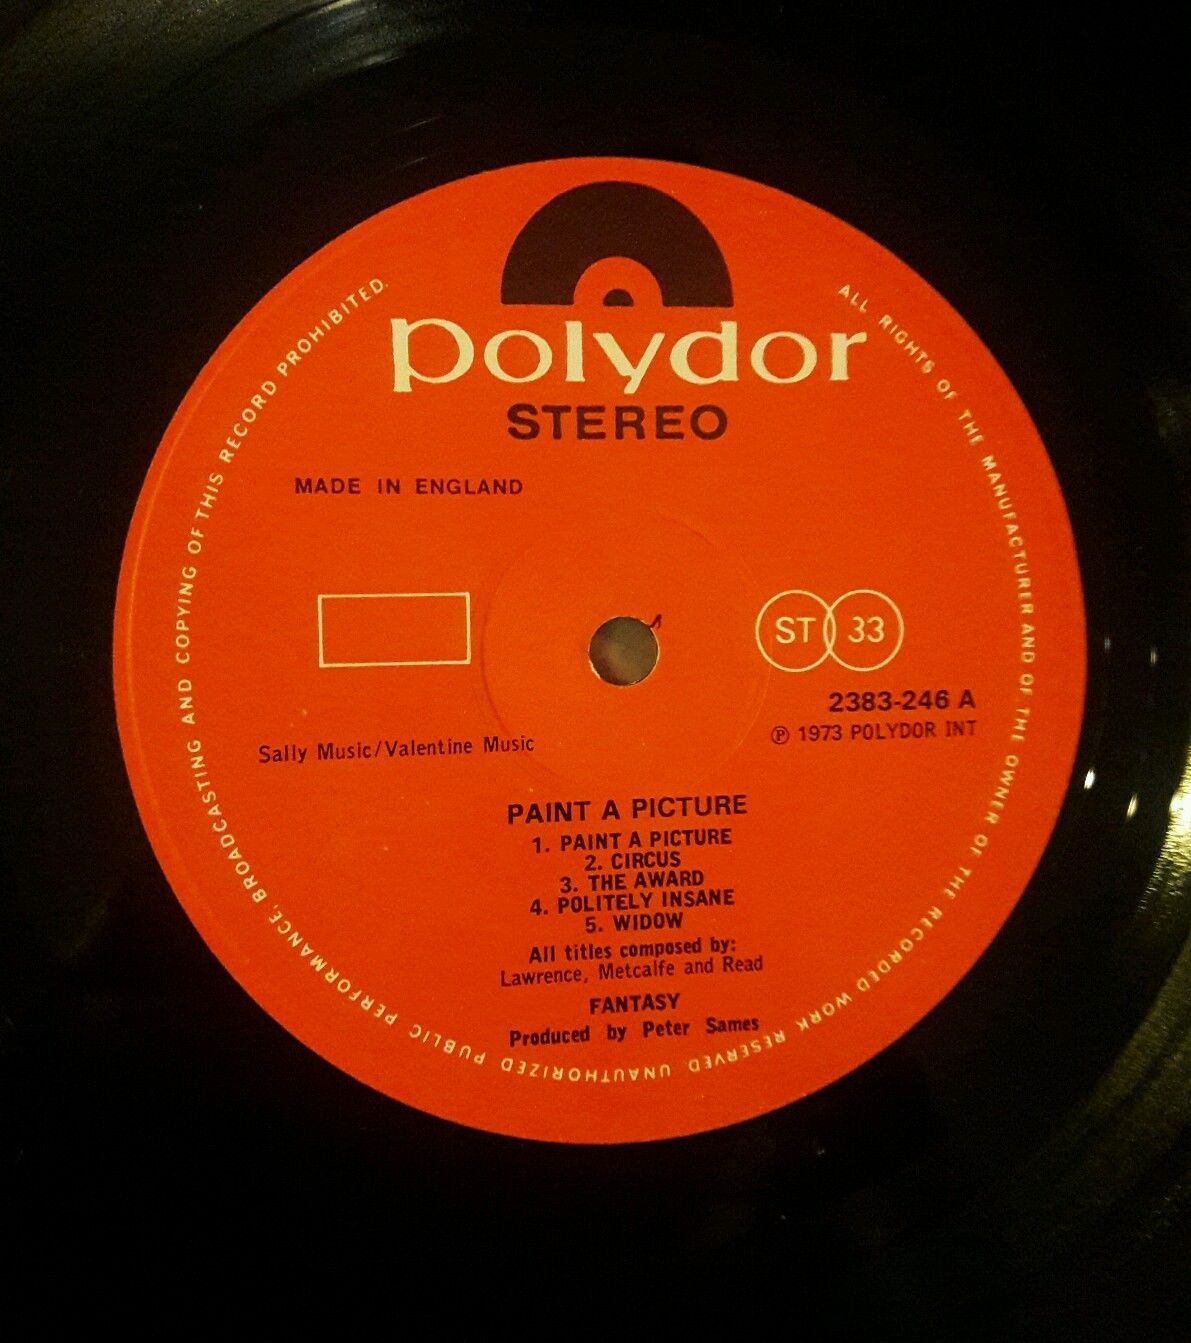 polydor
STEREO
MADE IN ENGLAND
ST 33
2383-246 A
Ⓟ 1973 POLYDOR INT
Sally Music/Valentine Music
PAINT A PICTURE
1. PAINT A PICTURE
2. CIRCUS
3. THE AWARD
4. POLITELY INSANE
5. WIDOW
All titles composed by:
Lawrence, Metcalfe and Read
FANTASY
Produced by Peter Sames
ALL RIGHTS OF THE MANUFACTURER AND OF THE OWNER OF THE RECORDED WORK RESERVED. UNAUTHORIZED PUBLIC PERFORMANCE, BROADCASTING AND COPYING OF THIS RECORD PROHIBITED.